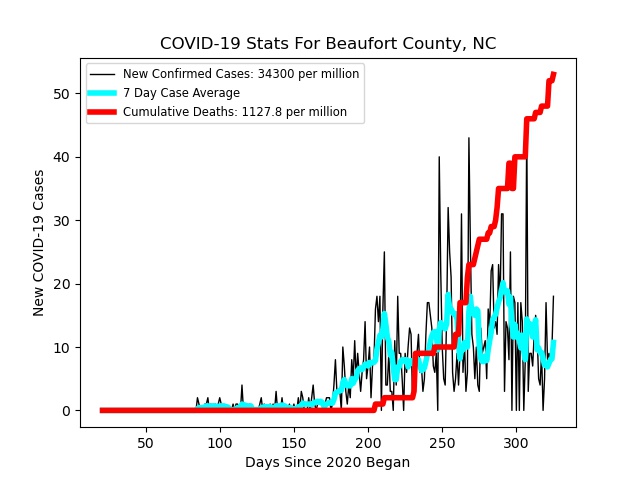 COVID-19 Stats For Beaufort County, NC
New Confirmed Cases: 34300 per million
7 Day Case Average
Cumulative Deaths: 1127.8 per million
New COVID-19 Cases
50
40
30
20
10
0
50 100 150 200 250 300
Days Since 2020 Began